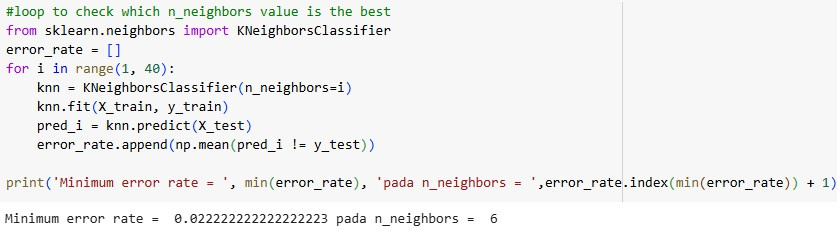 #loop to check which n_neighbors value is the best
from sklearn.neighbors import KNeighborsClassifier
error_rate = []
for i in range(1, 40):
    knn = KNeighborsClassifier(n_neighbors=i)
    knn.fit(X_train, y_train)
    pred_i = knn.predict(X_test)
    error_rate.append(np.mean(pred_i != y_test))
print('Minimum error rate = ', min(error_rate), 'pada n_neighbors = ',error_rate.index(min(error_rate)) + 1)
Minimum error rate =  0.022222222222222223 pada n_neighbors =  6